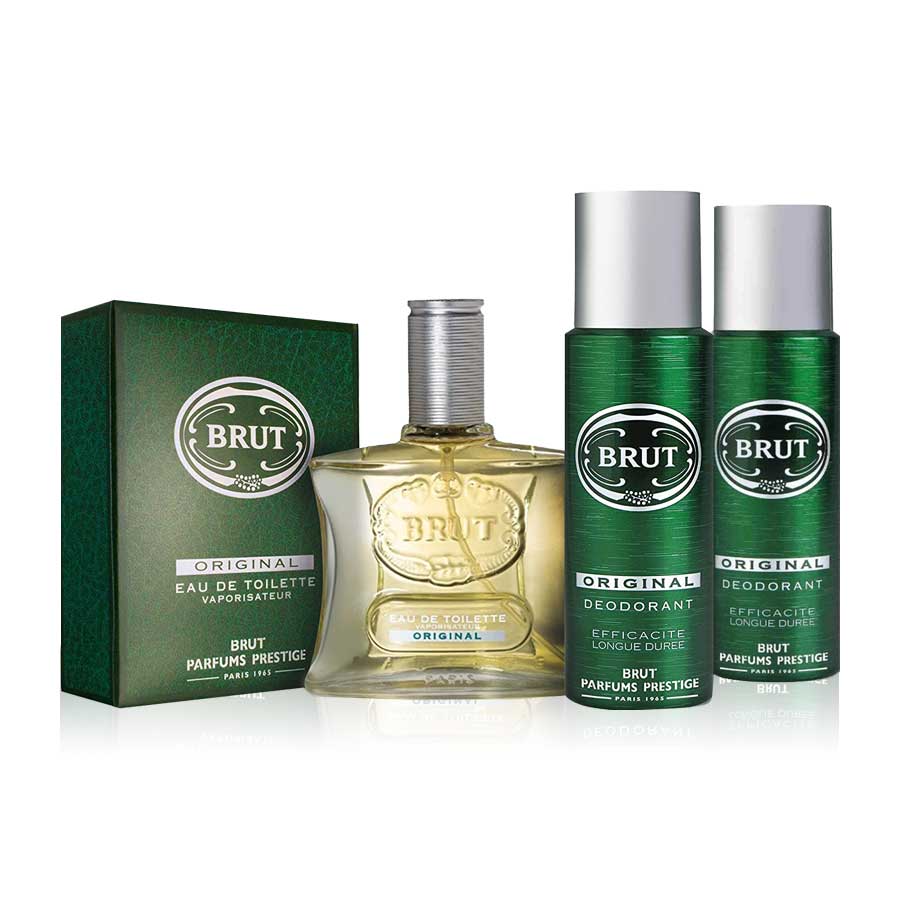 BRUT
ORIGINAL
EAU DE TOILETTE
VAPORISATEUR
BRUT
PARFUMS PRESTIGE
PARIS 1965
BRUT
EAU DE TOILETTE
VAPORISATEUR
ORIGINAL
BRUT
ORIGINAL
DEODORANT
EFFICACITE
LONGUE DUREE
BRUT
PARFUMS PRESTIGE
PARIS 1965
BRUT
ORIGINAL
DEODORANT
EFFICACITE
LONGUE DUREE
BRUT
PARFUMS PRESTIGE
PARIS 1965